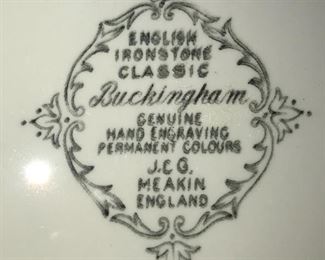 ENGLISH
IRONSTONE
CLASSIC
Buckingham
GENUINE
HAND ENGRAVING
PERMANENT COLOURS
J. & G.
MEAKIN
ENGLAND